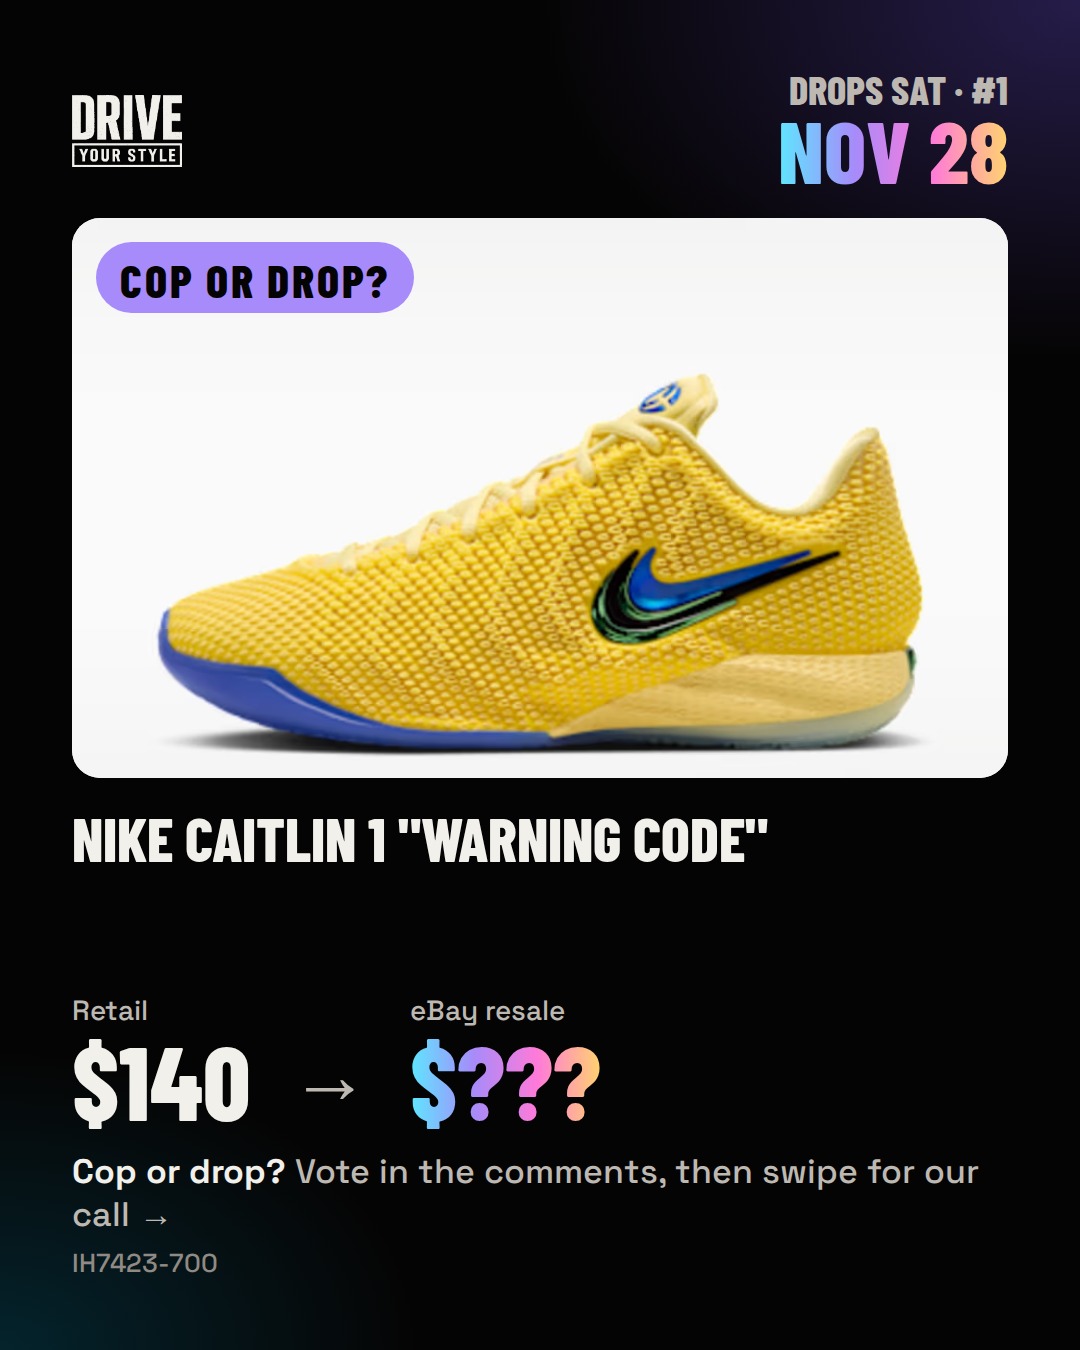 DRIVE
YOUR STYLE
DROPS SAT · #1
NOV 28
COP OR DROP?
NIKE CAITLIN 1 "WARNING CODE"
Retail
$140
→
eBay resale
$???
Cop or drop? Vote in the comments, then swipe for our
call →
IH7423-700